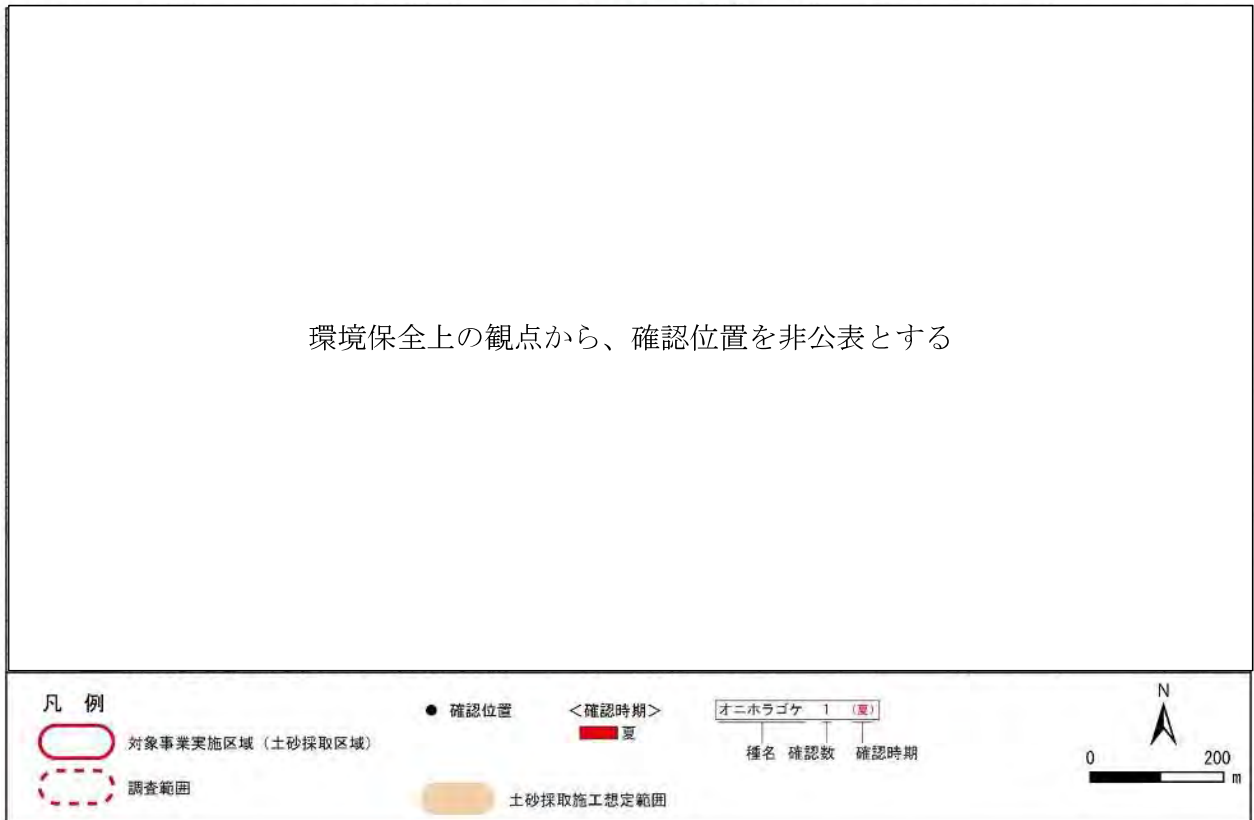 環境保全上の観点から、確認位置を非公表とする
凡 例
対象事業実施区域（土砂採取区域）
調査範囲
● 確認位置
＜確認時期＞
夏
土砂採取施工想定範囲
オニホラゴケ 1 （夏）
種名 確認数 確認時期
N
0 200
m